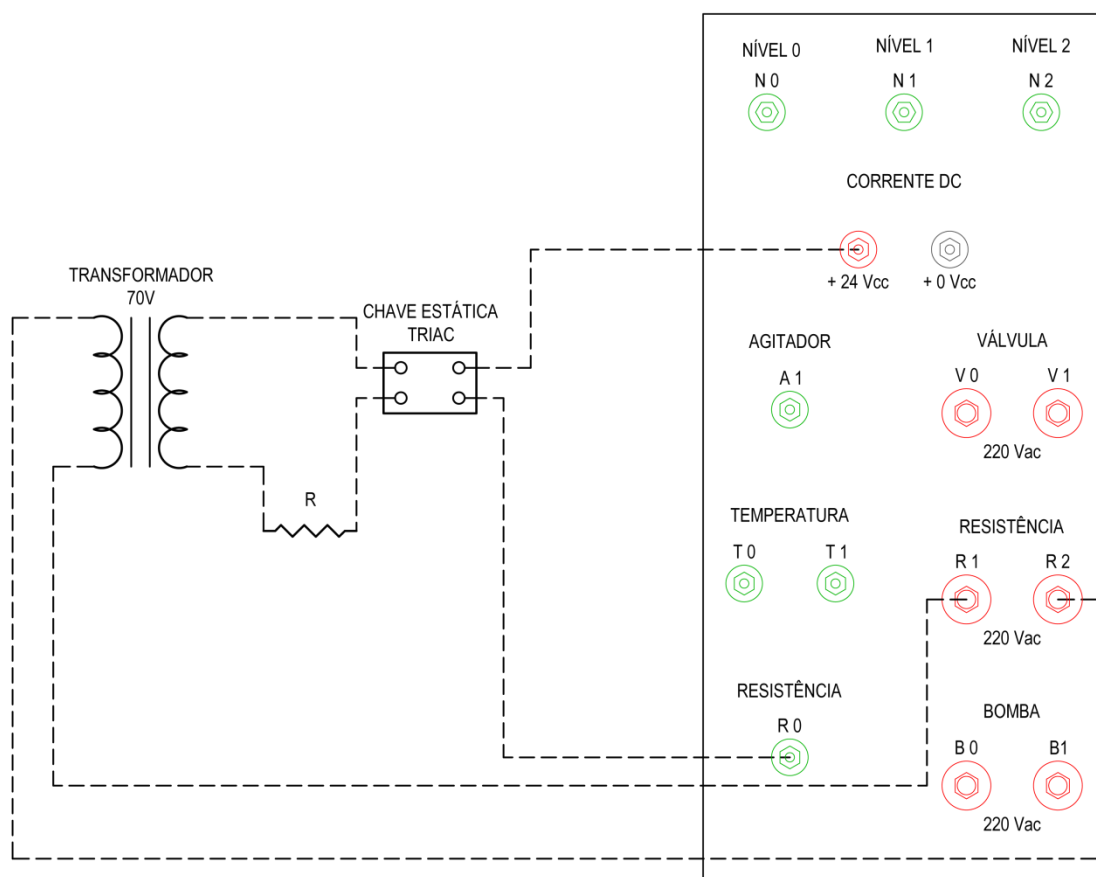 NÍVEL 0
NÍVEL 1
NÍVEL 2
N 0
N 1
N 2
CORRENTE DC
+ 24 Vcc
+ 0 Vcc
TRANSFORMADOR
70V
CHAVE ESTÁTICA
TRIAC
AGITADOR
A 1
VÁLVULA
V 0
V 1
220 Vac
R
TEMPERATURA
T 0
T 1
RESISTÊNCIA
R 1
R 2
220 Vac
RESISTÊNCIA
R 0
BOMBA
B 0
B1
220 Vac